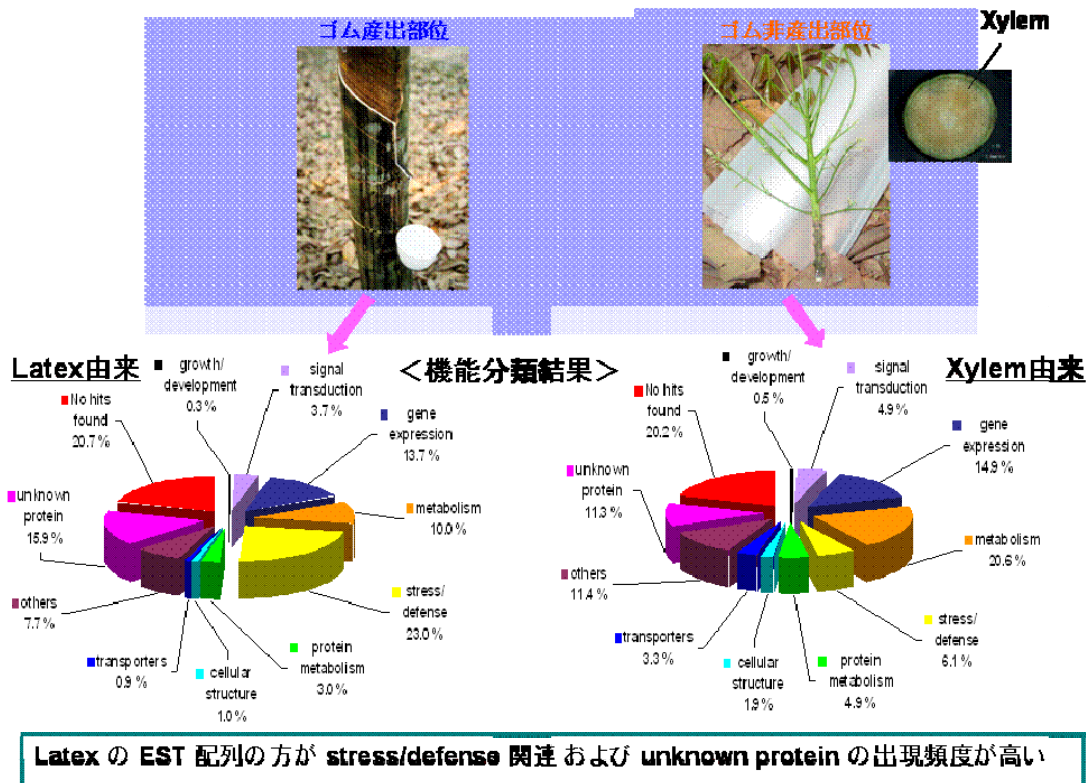 ゴム産出部位
ゴム非産出部位
Xylem
Latex由来
＜機能分類結果＞
Xylem由来
growth/
development
0.3 %
signal
transduction
3.7 %
gene
expression
13.7 %
metabolism
10.0 %
stress/
defense
23.0 %
protein
metabolism
3.0 %
cellular
structure
1.0 %
transporters
0.9 %
others
7.7 %
unknown
protein
15.9 %
No hits
found
20.7 %
growth/
development
0.5 %
signal
transduction
4.9 %
gene
expression
14.9 %
metabolism
20.6 %
stress/
defense
6.1 %
protein
metabolism
4.9 %
cellular
structure
1.9 %
transporters
3.3 %
others
11.4 %
unknown
protein
11.3 %
No hits
found
20.2 %
Latex の EST 配列の方が stress/defense 関連 および unknown protein の出現頻度が高い